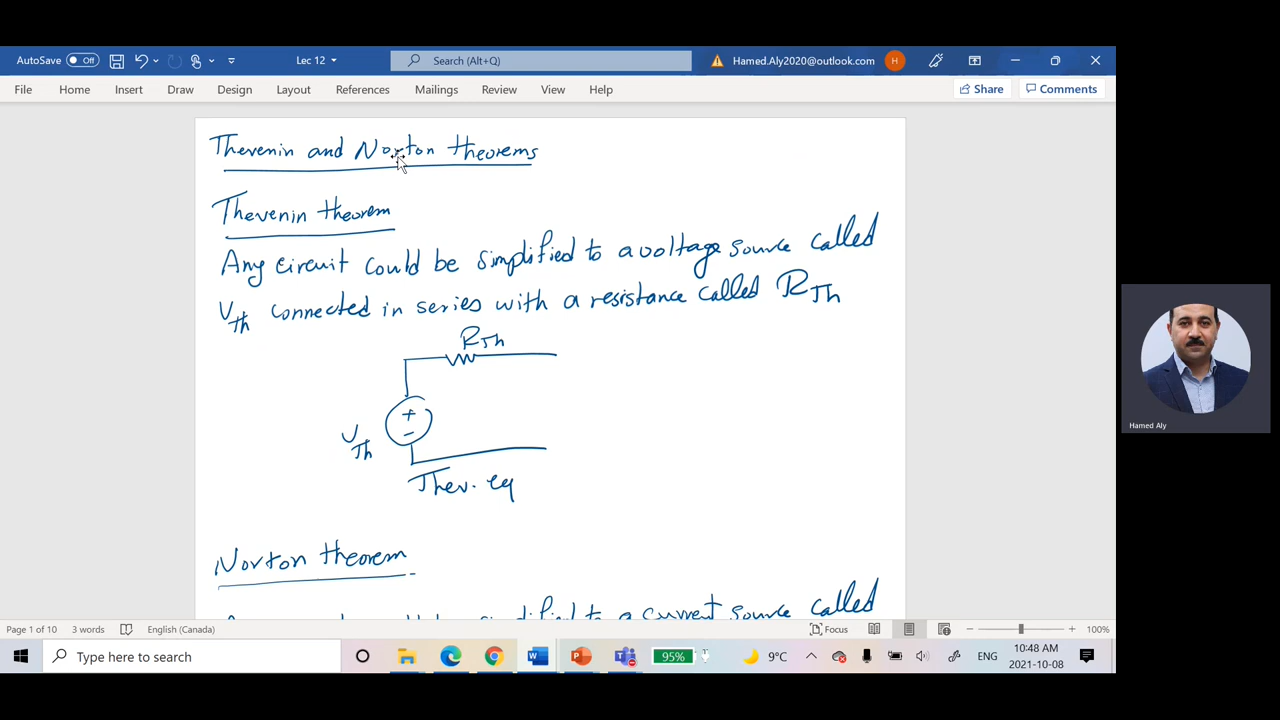 AutoSave Off Lec 12 Search (Alt+Q) Hamed.Aly2020@outlook.com H
File Home Insert Draw Design Layout References Mailings Review View Help Share Comments
Thevenin and Norton theorems
Thevenin theorem
Any circuit could be simplified to a voltage source called
VTh connected in series with a resistance called RTh
RTh
+
-
VTh
Thev. eq
Norton theorem
simplified to a current source called
Hamed Aly
Page 1 of 10 3 words English (Canada) Focus 100%
Type here to search 95% 9°C ENG 10:48 AM
2021-10-08